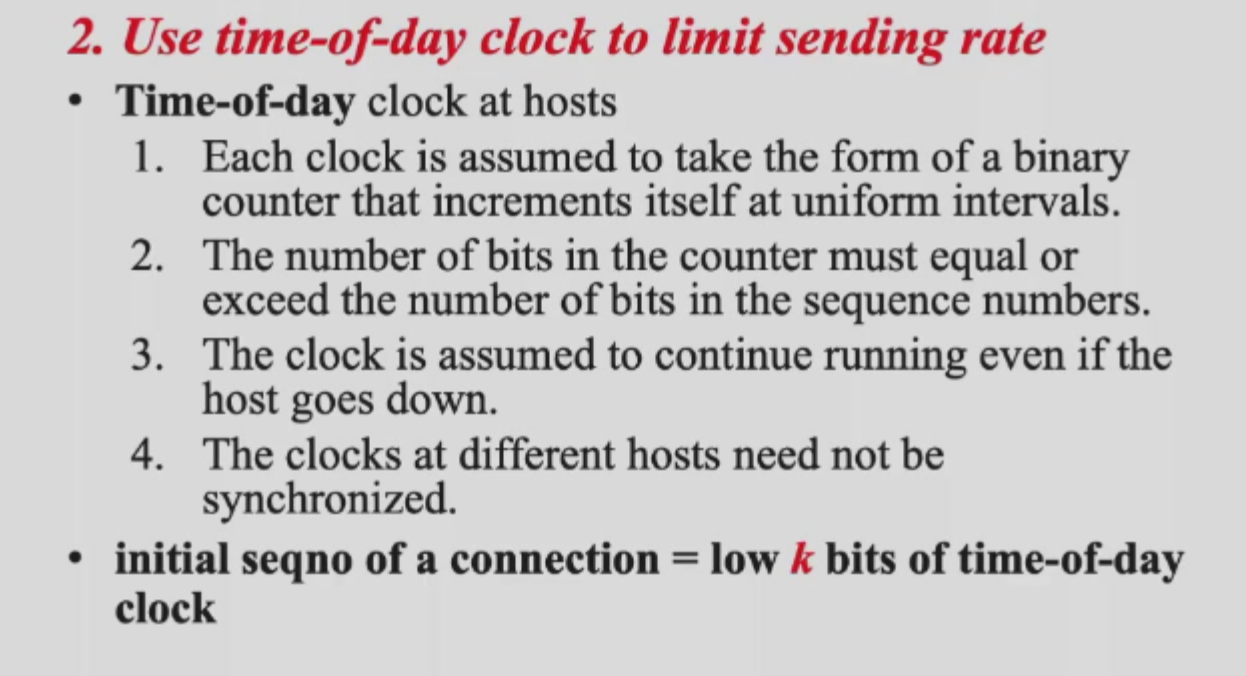 2. Use time-of-day clock to limit sending rate
• Time-of-day clock at hosts
1. Each clock is assumed to take the form of a binary
counter that increments itself at uniform intervals.
2. The number of bits in the counter must equal or
exceed the number of bits in the sequence numbers.
3. The clock is assumed to continue running even if the
host goes down.
4. The clocks at different hosts need not be
synchronized.
• initial seqno of a connection = low k bits of time-of-day
clock